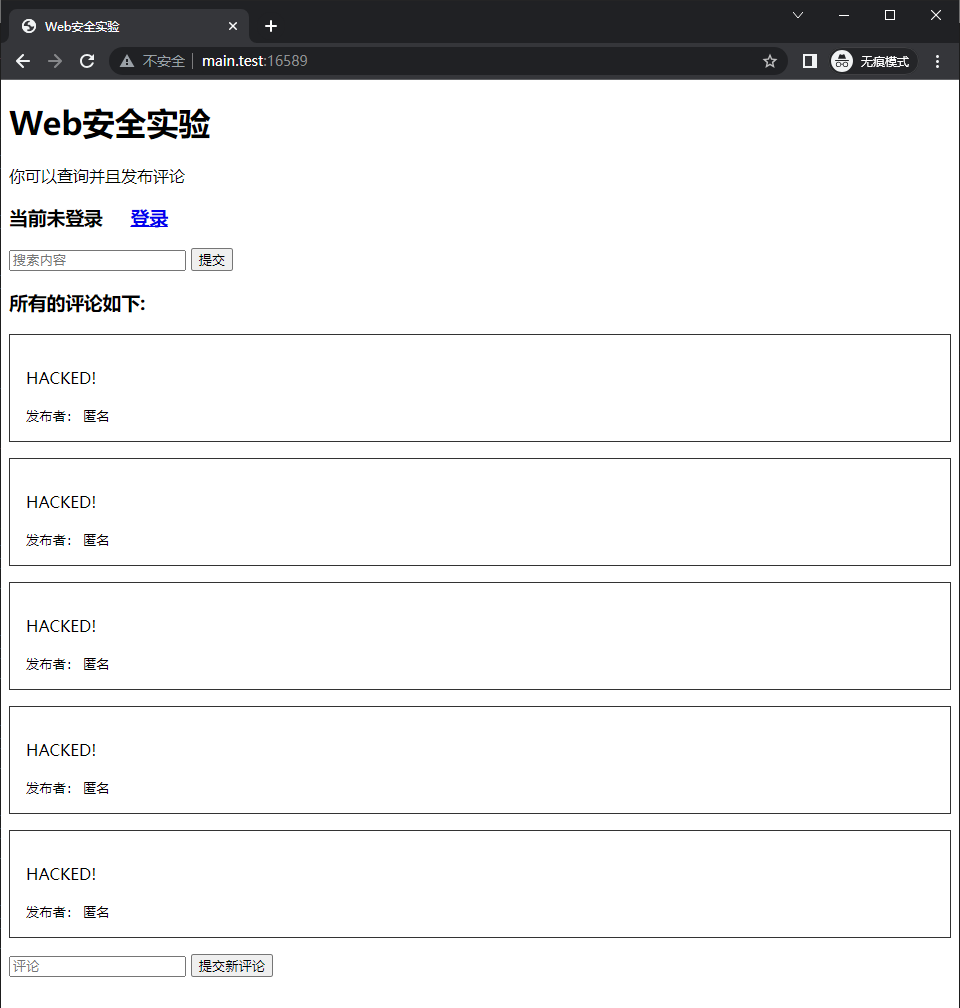 Web安全实验
不安全 main.test:16589
无痕模式
Web安全实验
你可以查询并且发布评论
当前未登录 登录
搜索内容 提交
所有的评论如下:
HACKED!
发布者： 匿名
HACKED!
发布者： 匿名
HACKED!
发布者： 匿名
HACKED!
发布者： 匿名
HACKED!
发布者： 匿名
评论 提交新评论